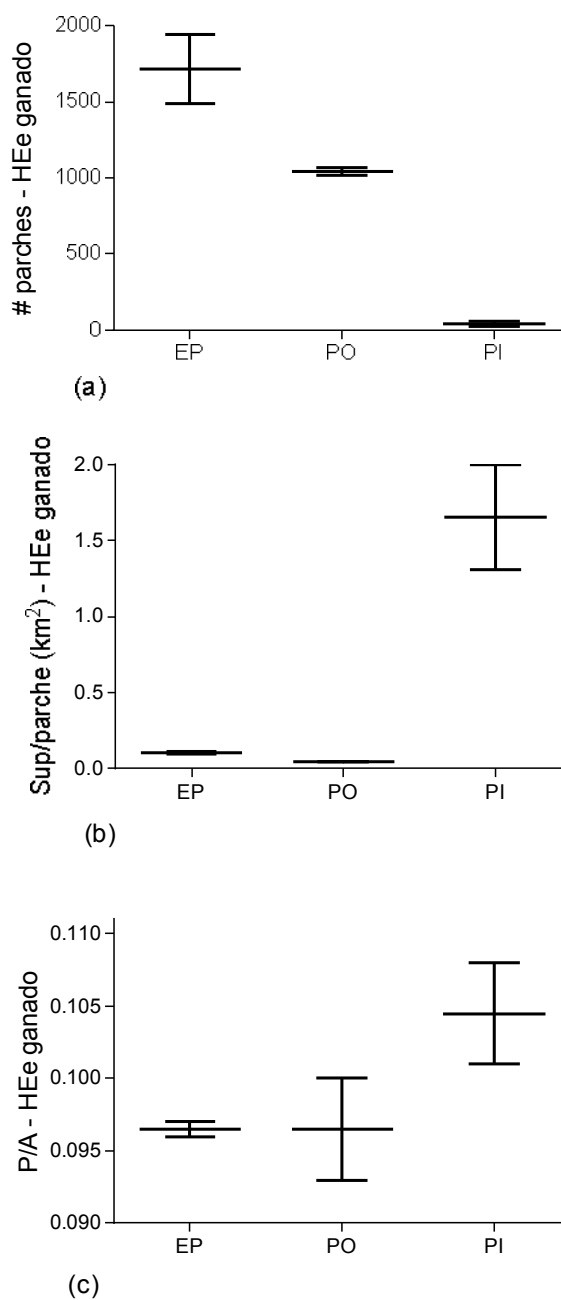 # parches - HEe ganado
2000
1500
1000
500
0
EP PO PI
(a)
Sup/parche (km²) - HEe ganado
2.0
1.5
1.0
0.5
0.0
EP PO PI
(b)
P/A - HEe ganado
0.110
0.105
0.100
0.095
0.090
EP PO PI
(c)